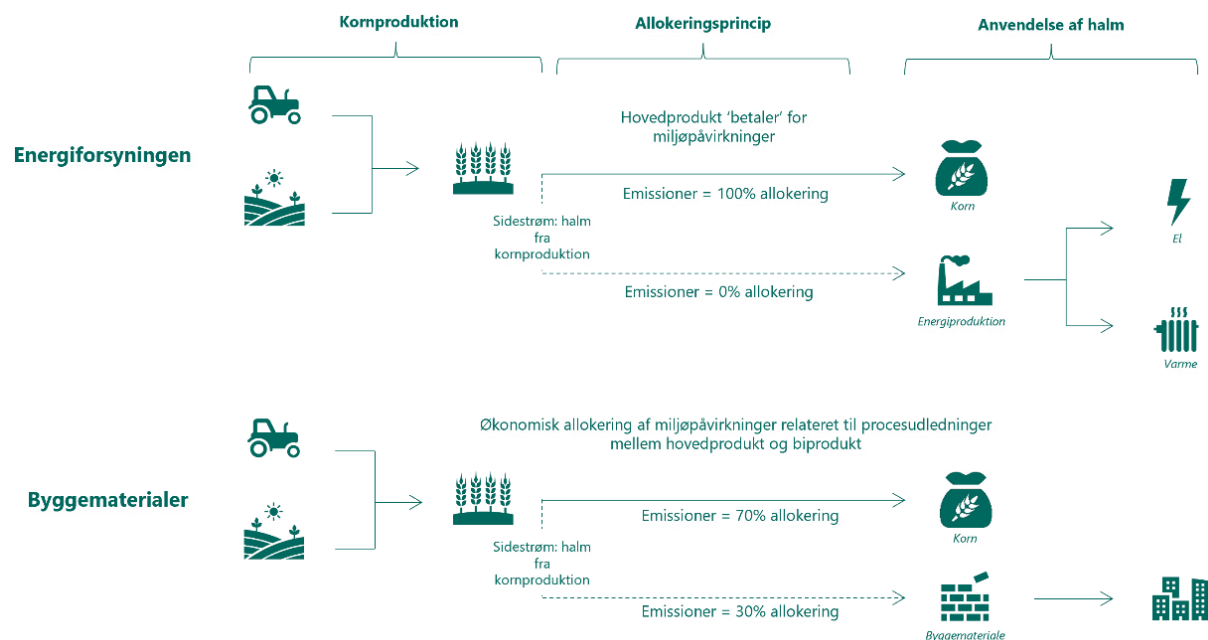 Kornproduktion
Allokeringsprincip
Anvendelse af halm
Energiforsyningen
Hovedprodukt ‘betaler’ for
miljøpåvirkninger
Emissioner = 100% allokering
Korn
Sidestrøm: halm
fra
kornproduktion
Emissioner = 0% allokering
Energiproduktion
El
Varme
Byggematerialer
Økonomisk allokering af miljøpåvirkninger relateret til procesudledninger
mellem hovedprodukt og biprodukt
Emissioner = 70% allokering
Korn
Sidestrøm: halm
fra
kornproduktion
Emissioner = 30% allokering
Byggemateriale